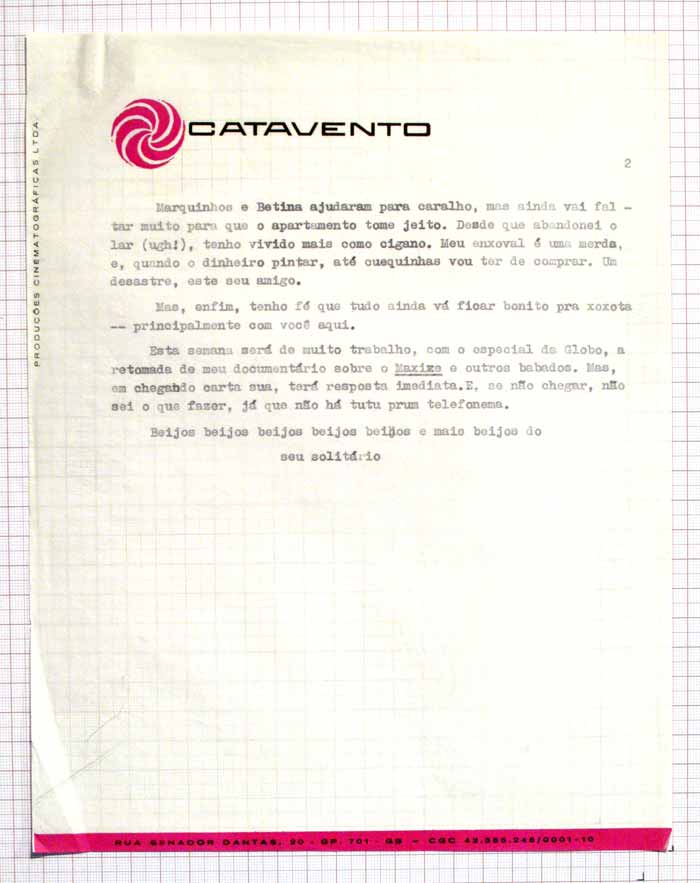 CATAVENTO
PRODUCÕES CINEMATOGRÁFICAS LTDA.
2
Marquinhos e Betina ajudaram para caralho, mas ainda vai fal -
tar muito para que o apartamento tome jeito. Desde que abandonei o
lar (ugh!), tenho vivido mais como cigano. Meu enxoval é uma merda,
e, quando o dinheiro pintar, até cuequinhas vou ter de comprar. Um
desastre, este seu amigo.
Mas, enfim, tenho fé que tudo ainda vá ficar bonito pra xoxota
-- principalmente com você aqui.
Esta semana será de muito trabalho, com o especial da Globo, a
retomada de meu documentário sobre o Maxixe e outros babados. Mas,
em chegando carta sua, terá resposta imediata.E, se não chegar, não
sei o que fazer, já que não há tutu prum telefonema.
Beijos beijos beijos beijos beijos e mais beijos do
seu solitário
RUA SENADOR DANTAS, 20 - GP. 701 - GB - CGC 42.586.248/0001-10